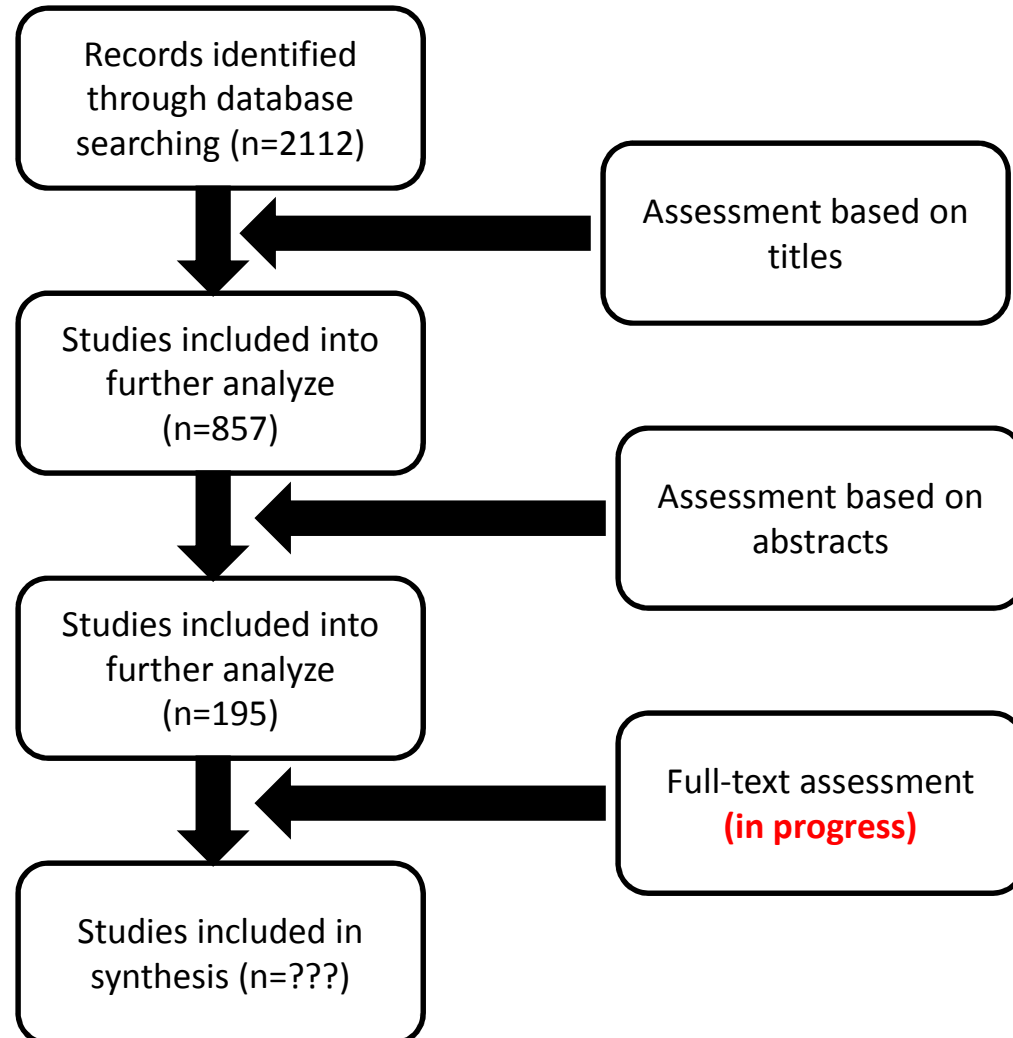 Records identified
through database
searching (n=2112)
Assessment based on
titles
Studies included into
further analyze
(n=857)
Assessment based on
abstracts
Studies included into
further analyze
(n=195)
Full-text assessment
(in progress)
Studies included in
synthesis (n=???)